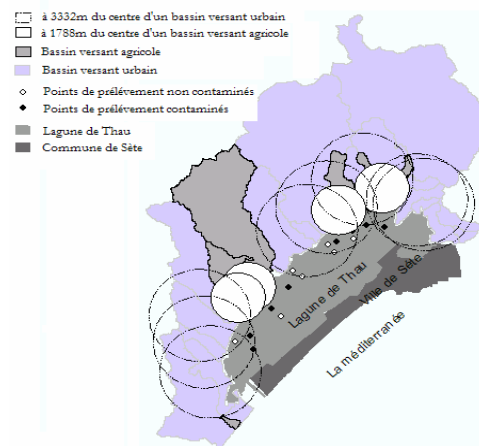 à 3332m du centre d'un bassin versant urbain
à 1788m du centre d'un bassin versant agricole
Bassin versant agricole
Bassin versant urbain
Points de prélévement non contaminés
Points de prélévement contaminés
Lagune de Thau
Commune de Sète
Lagune de Thau
Ville de Sète
La méditerranée